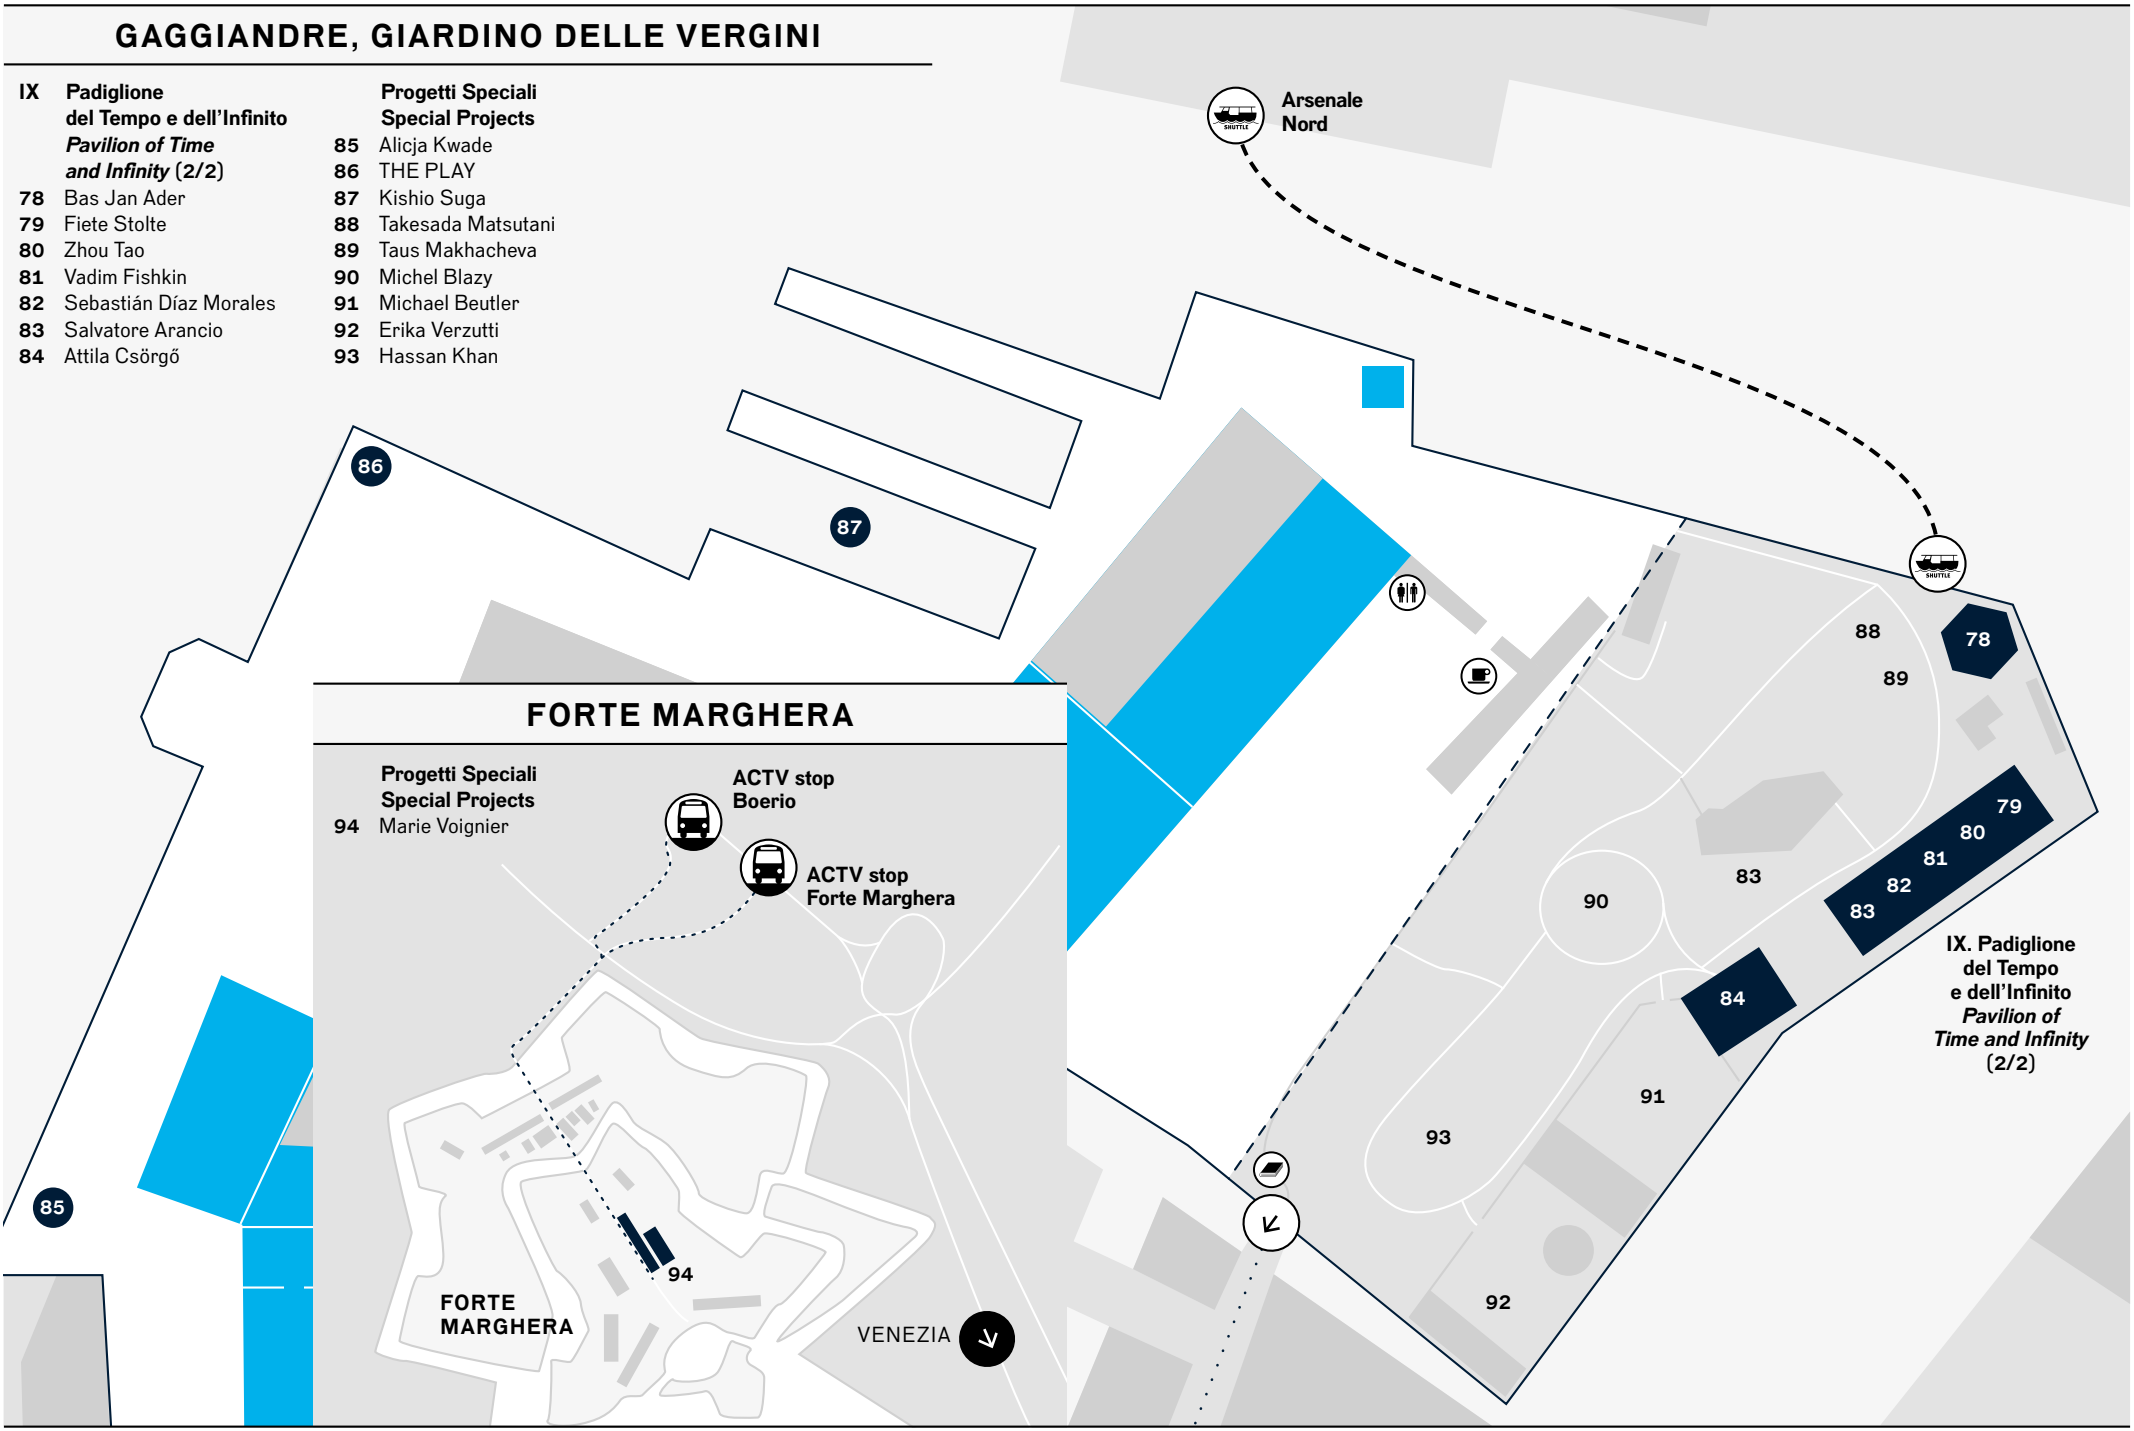 GAGGIANDRE, GIARDINO DELLE VERGINI
IX Padiglione
del Tempo e dell'Infinito
Pavilion of Time
and Infinity (2/2)
78 Bas Jan Ader
79 Fiete Stolte
80 Zhou Tao
81 Vadim Fishkin
82 Sebastián Díaz Morales
83 Salvatore Arancio
84 Attila Csörgő
Progetti Speciali
Special Projects
85 Alicja Kwade
86 THE PLAY
87 Kishio Suga
88 Takesada Matsutani
89 Taus Makhacheva
90 Michel Blazy
91 Michael Beutler
92 Erika Verzutti
93 Hassan Khan
SHUTTLE
Arsenale
Nord
86
87
SHUTTLE
88
78
89
79
80
81
82
83
83
90
IX. Padiglione
del Tempo
e dell'Infinito
Pavilion of
Time and Infinity
(2/2)
84
91
93
92
85
FORTE MARGHERA
Progetti Speciali
Special Projects
94 Marie Voignier
ACTV stop
Boerio
ACTV stop
Forte Marghera
94
FORTE
MARGHERA
VENEZIA